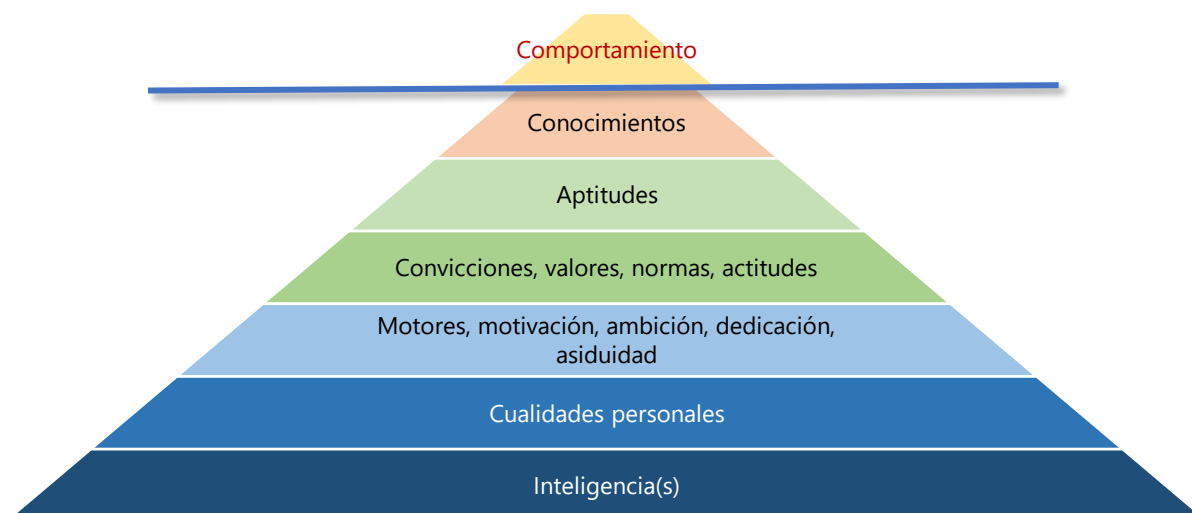 Comportamiento
Conocimientos
Aptitudes
Convicciones, valores, normas, actitudes
Motores, motivación, ambición, dedicación,
asiduidad
Cualidades personales
Inteligencia(s)